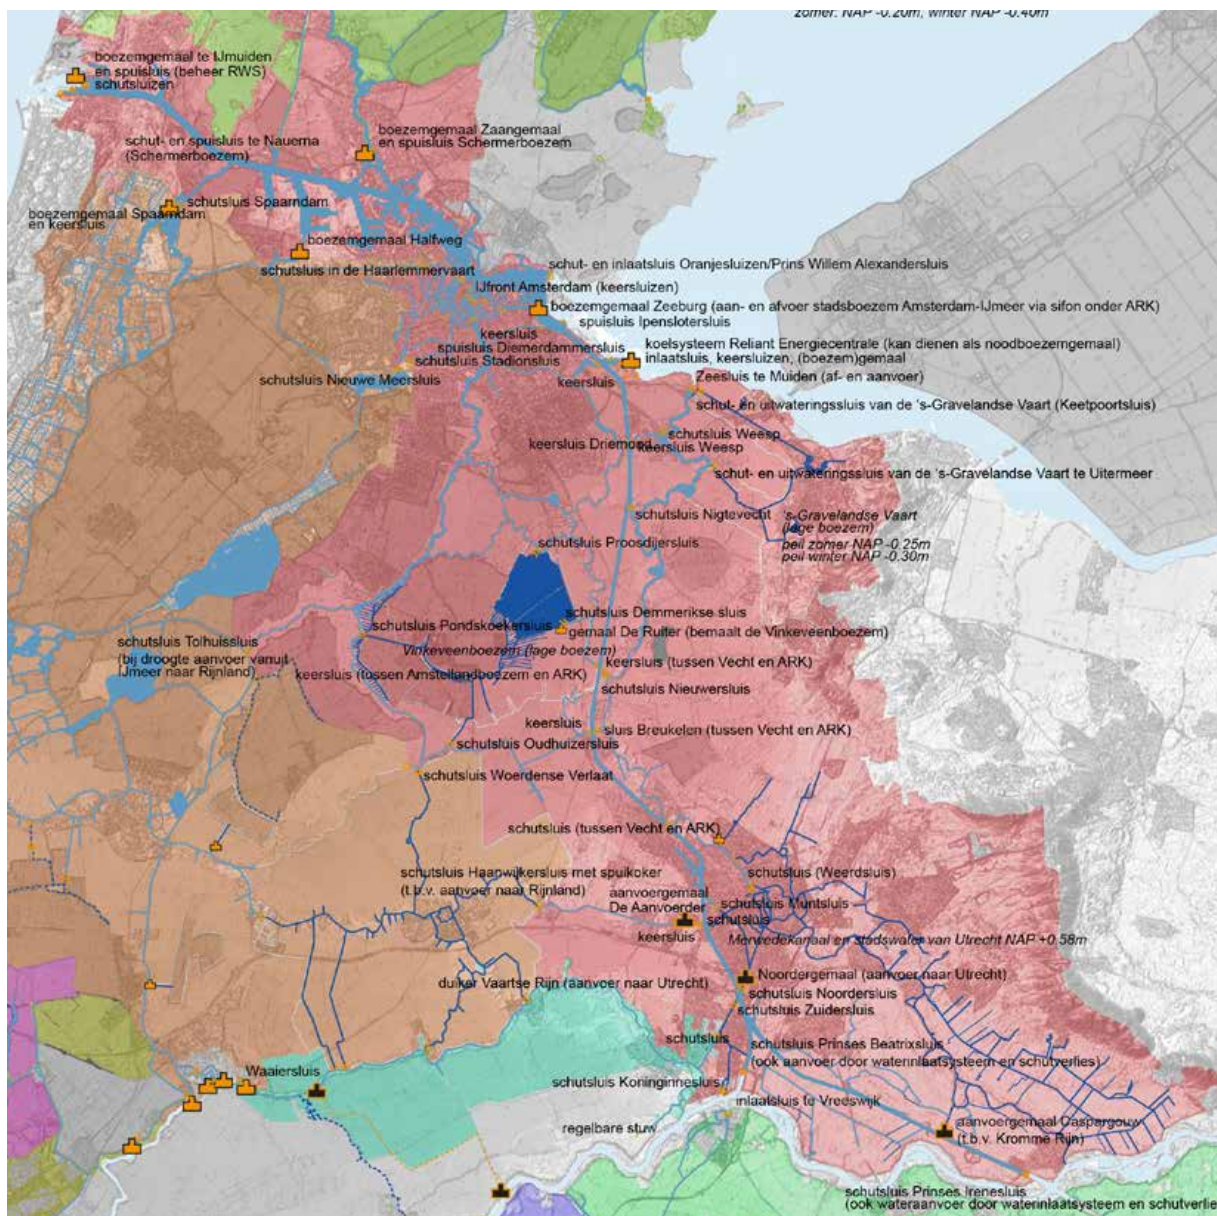 zomer: NAP -0.20m, winter NAP -0.40m
boezemgemaal te IJmuiden
en spuisluis (beheer RWS)
schutsluizen
schut- en spuisluis te Nauerna
(Schermerboezem)
boezemgemaal Zaangemaal
en spuisluis Schermerboezem
schutsluis Spaarndam
boezemgemaal Spaarndam
en keersluis
boezemgemaal Halfweg
schutsluis in de Haarlemmervaart
schut- en inlaatsluis Oranjesluizen/Prins Willem Alexandersluis
IJfront Amsterdam (keersluizen)
boezemgemaal Zeeburg (aan- en afvoer stadsboezem Amsterdam-IJmeer via sifon onder ARK)
spuisluis Ipenslotersluis
keersluis
spuisluis Diemerdammersluis
koelsysteem Reliant Energiecentrale (kan dienen als noodboezemgemaal)
inlaatsluis, keersluizen, (boezem)gemaal
schutsluis Stadionsluis
schutsluis Nieuwe Meersluis
keersluis
Zeesluis te Muiden (af- en aanvoer)
schut- en uitwateringssluis van de 's-Gravelandse Vaart (Keetpoortsluis)
schutsluis Weesp
keersluis Driemond
keersluis Weesp
schut- en uitwateringssluis van de 's-Gravelandse Vaart te Uitermeer
schutsluis Nigtevecht
's-Gravelandse Vaart
(lage boezem)
peil zomer NAP -0.25m
peil winter NAP -0.30m
schutsluis Proosdijersluis
schutsluis Demmerikse sluis
schutsluis Pondskoekersluis
gemaal De Ruiter (bemaalt de Vinkeveenboezem)
Vinkeveenboezem (lage boezem)
schutsluis Tolhuissluis
(bij droogte aanvoer vanuit
IJmeer naar Rijnland)
keersluis (tussen Vecht en ARK)
keersluis (tussen Amstellandboezem en ARK)
schutsluis Nieuwersluis
keersluis
sluis Breukelen (tussen Vecht en ARK)
schutsluis Oudhuizersluis
schutsluis Woerdense Verlaat
schutsluis (tussen Vecht en ARK)
schutsluis Haanwijkersluis met spuikoker
(t.b.v. aanvoer naar Rijnland)
schutsluis (Weerdsluis)
aanvoergemaal
De Aanvoerder
schutsluis Muntsluis
schutsluis
keersluis
Merwedekanaal en stadswater van Utrecht NAP +0.58m
Noordergemaal (aanvoer naar Utrecht)
duiker Vaartse Rijn (aanvoer naar Utrecht)
schutsluis Noordersluis
schutsluis Zuidersluis
schutsluis
schutsluis Prinses Beatrixsluis
(ook aanvoer door waterinlaatsysteem en schutverlies)
Waaiersluis
schutsluis Koninginnesluis
inlaatsluis te Vreeswijk
regelbare stuw
aanvoergemaal Caspargouw
(t.b.v. Kromme Rijn)
schutsluis Prinses Irenesluis
(ook wateraanvoer door waterinlaatsysteem en schutverlie